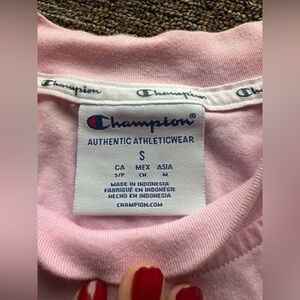 Champion
Champion
Champion®
AUTHENTIC ATHLETICWEAR
S
CA MEX ASIA
S/P CH M
MADE IN INDONESIA
FABRIQUÉ EN INDONÉSIE
HECHO EN INDONESIA
CHAMPION.COM